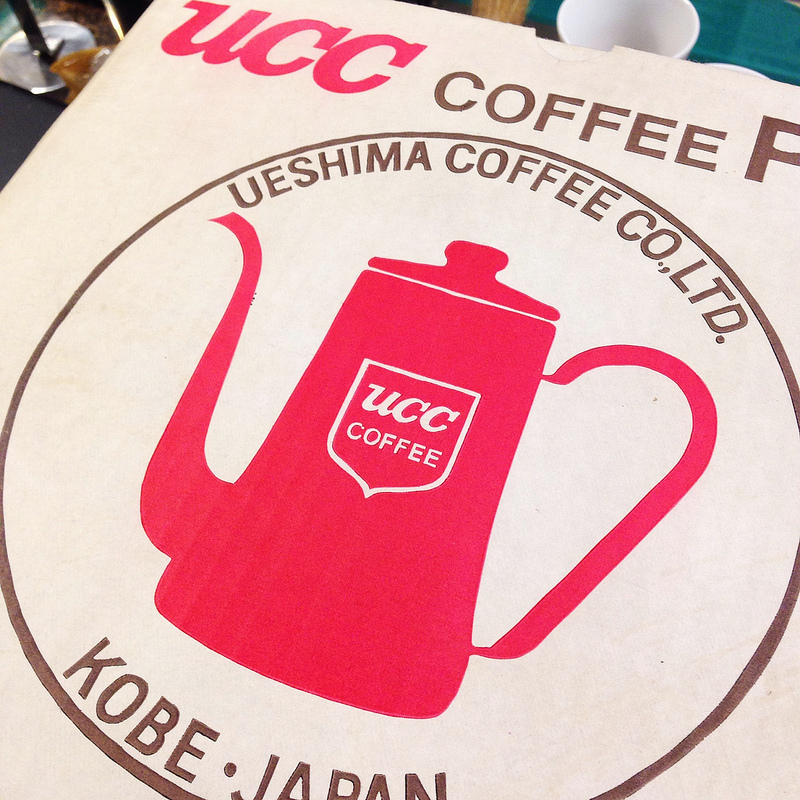 ucc COFFEE P
UESHIMA COFFEE CO.,LTD.
ucc
COFFEE
KOBE・JAPAN